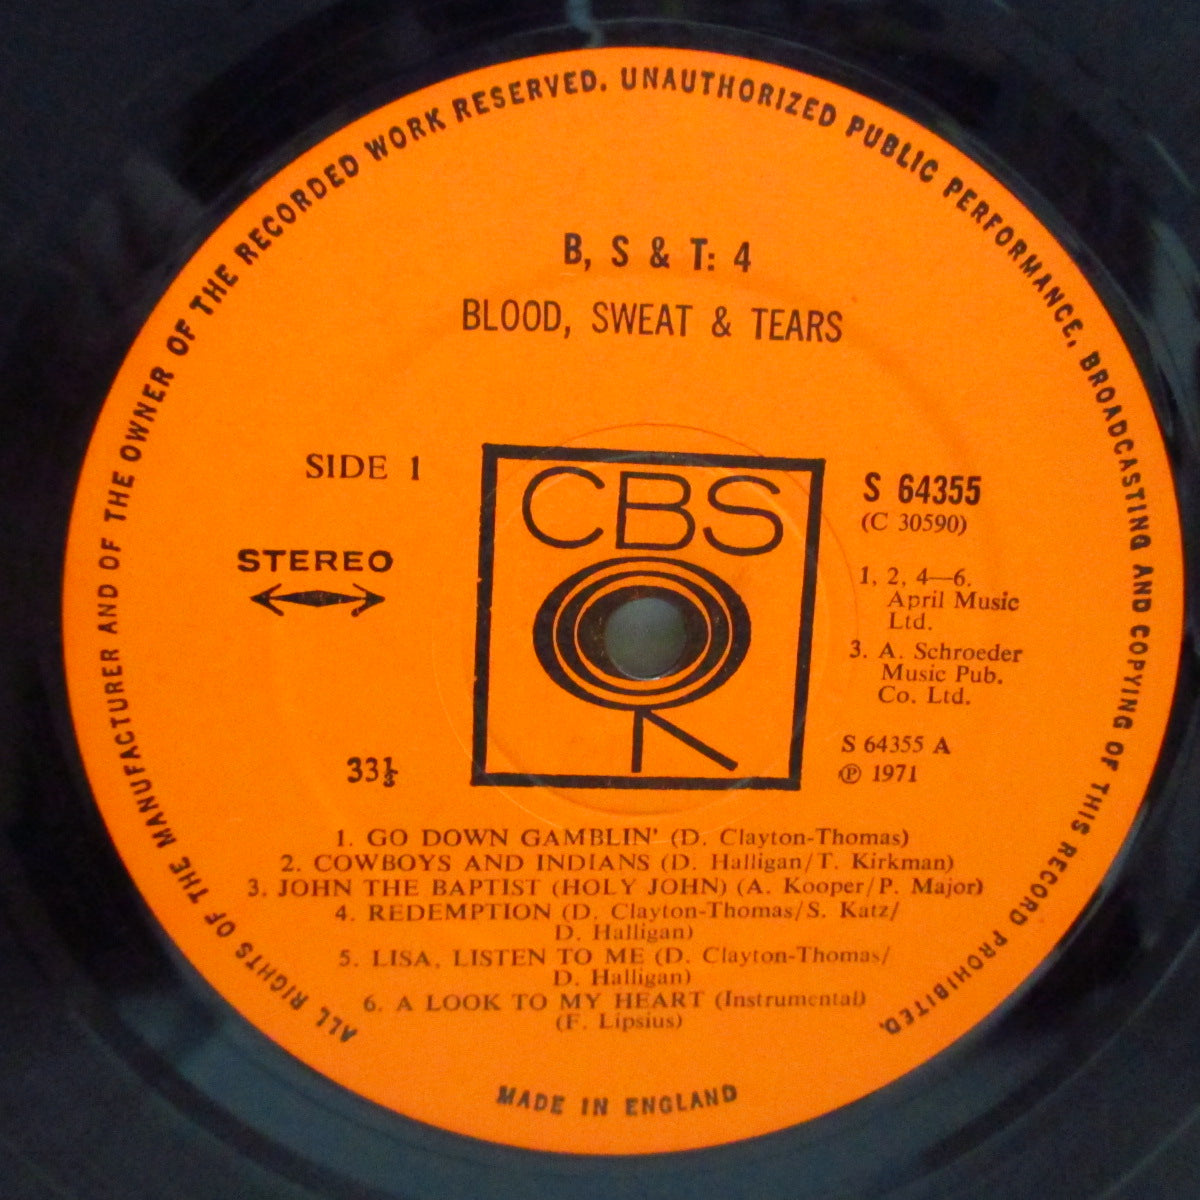 ALL RIGHTS OF THE MANUFACTURER AND OF THE OWNER OF THE RECORDED WORK RESERVED. UNAUTHORIZED PUBLIC PERFORMANCE, BROADCASTING AND COPYING OF THIS RECORD PROHIBITED.
B, S & T: 4
BLOOD, SWEAT & TEARS
SIDE 1
STEREO
33⅓
CBS
S 64355
(C 30590)
1, 2, 4—6.
April Music
Ltd.
3. A. Schroeder
Music Pub.
Co. Ltd.
S 64355 A
℗ 1971
1. GO DOWN GAMBLIN' (D. Clayton-Thomas)
2. COWBOYS AND INDIANS (D. Halligan/T. Kirkman)
3. JOHN THE BAPTIST (HOLY JOHN) (A. Kooper/P. Major)
4. REDEMPTION (D. Clayton-Thomas/S. Katz/
D. Halligan)
5. LISA, LISTEN TO ME (D. Clayton-Thomas/
D. Halligan)
6. A LOOK TO MY HEART (Instrumental)
(F. Lipsius)
MADE IN ENGLAND